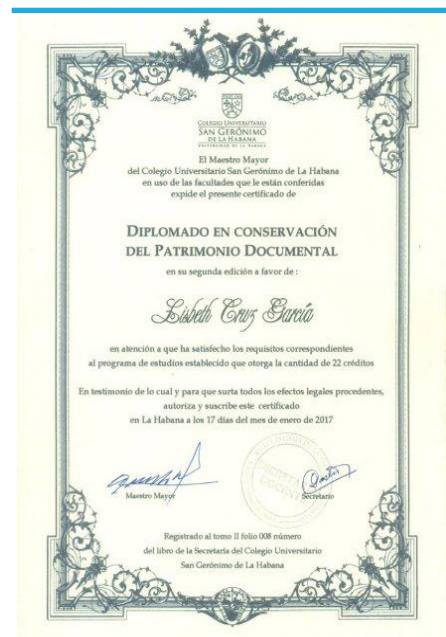 COLEGIO UNIVERSITARIO
SAN GERÓNIMO
DE LA HABANA
UNIVERSIDAD DE LA HABANA
El Maestro Mayor
del Colegio Universitario San Gerónimo de La Habana
en uso de las facultades que le están conferidas
expide el presente certificado de
DIPLOMADO EN CONSERVACIÓN
DEL PATRIMONIO DOCUMENTAL
en su segunda edición a favor de :
Lisbeth Cruz García
en atención a que ha satisfecho los requisitos correspondientes
al programa de estudios establecido que otorga la cantidad de 22 créditos
En testimonio de lo cual y para que surta todos los efectos legales procedentes,
autoriza y suscribe este certificado
en La Habana a los 17 días del mes de enero de 2017
Maestro Mayor
Secretario
Registrado al tomo II folio 008 número
del libro de la Secretaría del Colegio Universitario
San Gerónimo de La Habana